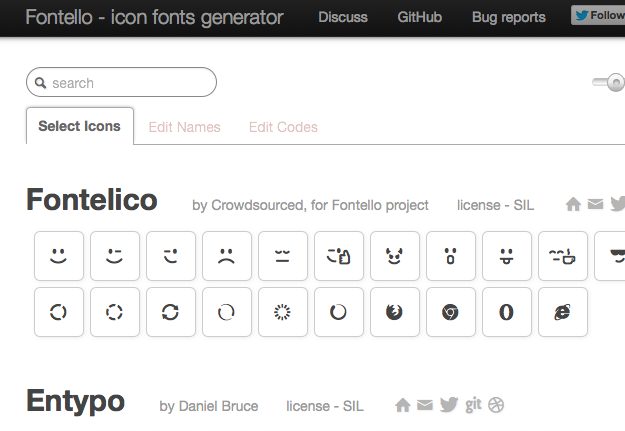 Fontello - icon fonts generator Discuss GitHub Bug reports Follow
search
Select Icons Edit Names Edit Codes
Fontelico by Crowdsourced, for Fontello project license - SIL
Entypo by Daniel Bruce license - SIL git